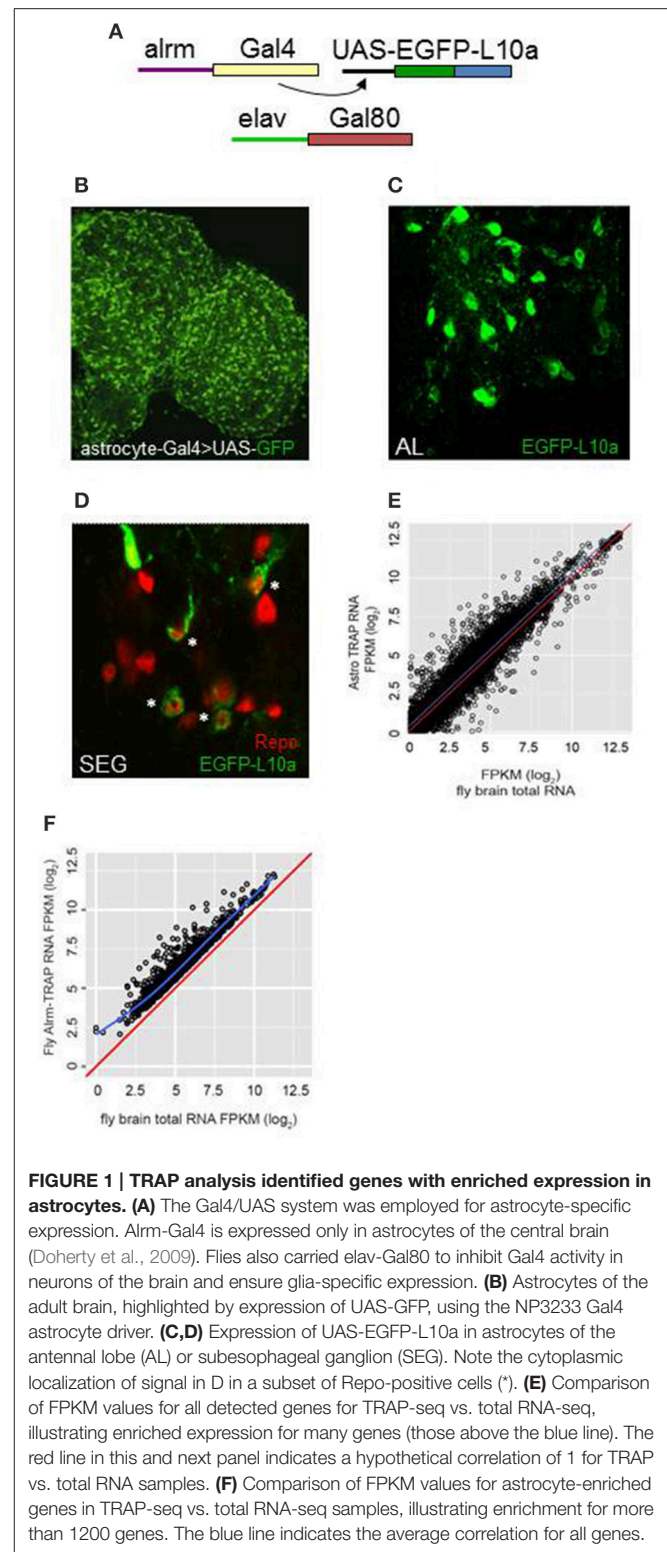 A
alrm Gal4 UAS-EGFP-L10a
elav Gal80
B
astrocyte-Gal4>UAS-GFP
C
AL EGFP-L10a
D
* * * *
Repo
SEG EGFP-L10a
E
Astro TRAP RNA
FPKM (log2)
12.5
10
7.5
5
2.5
0
0 2.5 5 7.5 10 12.5
FPKM (log2)
fly brain total RNA
F
Fly Alrm-TRAP RNA FPKM (log2)
12.5
10
7.5
5
2.5
0
0 2.5 5 7.5 10 12.5
fly brain total RNA FPKM (log2)
FIGURE 1 | TRAP analysis identified genes with enriched expression in
astrocytes. (A) The Gal4/UAS system was employed for astrocyte-specific
expression. Alrm-Gal4 is expressed only in astrocytes of the central brain
(Doherty et al., 2009). Flies also carried elav-Gal80 to inhibit Gal4 activity in
neurons of the brain and ensure glia-specific expression. (B) Astrocytes of the
adult brain, highlighted by expression of UAS-GFP, using the NP3233 Gal4
astrocyte driver. (C,D) Expression of UAS-EGFP-L10a in astrocytes of the
antennal lobe (AL) or subesophageal ganglion (SEG). Note the cytoplasmic
localization of signal in D in a subset of Repo-positive cells (*). (E) Comparison
of FPKM values for all detected genes for TRAP-seq vs. total RNA-seq,
illustrating enriched expression for many genes (those above the blue line). The
red line in this and next panel indicates a hypothetical correlation of 1 for TRAP
vs. total RNA samples. (F) Comparison of FPKM values for astrocyte-enriched
genes in TRAP-seq vs. total RNA-seq samples, illustrating enrichment for more
than 1200 genes. The blue line indicates the average correlation for all genes.